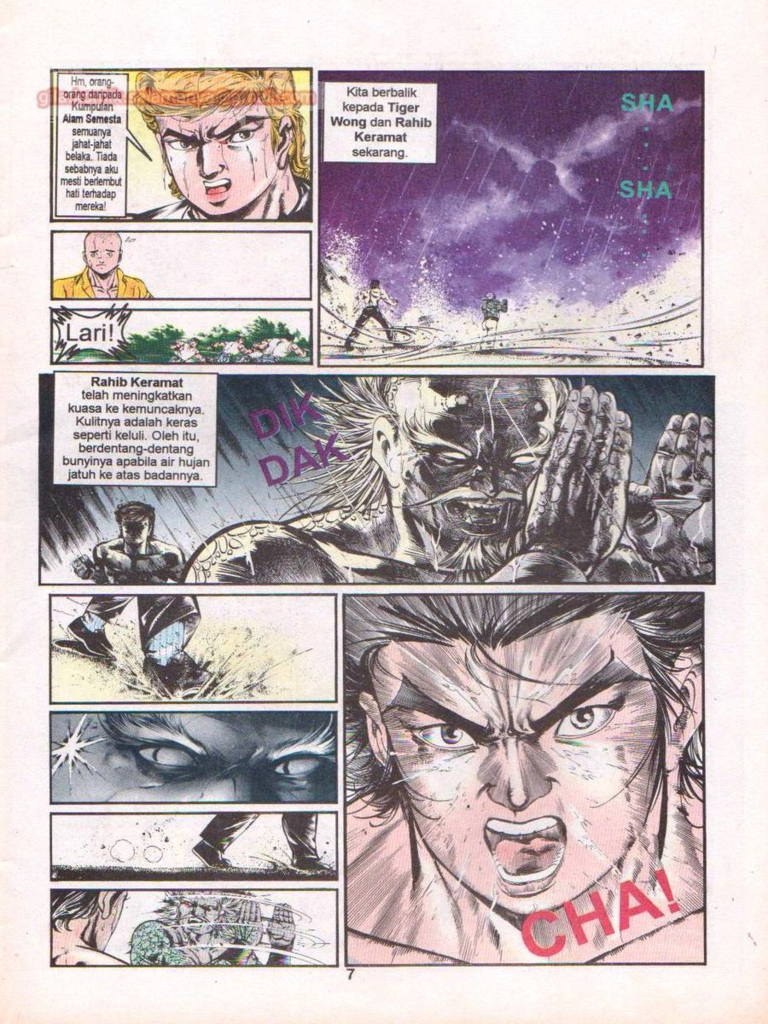 Hm, orang-
orang daripada
Kumpulan
Alam Semesta
semuanya
jahat-jahat
belaka. Tiada
sebabnya aku
mesti berlembut
hati terhadap
mereka!
Kita berbalik
kepada Tiger
Wong dan Rahib
Keramat
sekarang.
SHA
SHA
Lari!
Rahib Keramat
telah meningkatkan
kuasa ke kemuncaknya.
Kulitnya adalah keras
seperti keluli. Oleh itu,
berdentang-dentang
bunyinya apabila air hujan
jatuh ke atas badannya.
DIK
DAK
CHA!
7